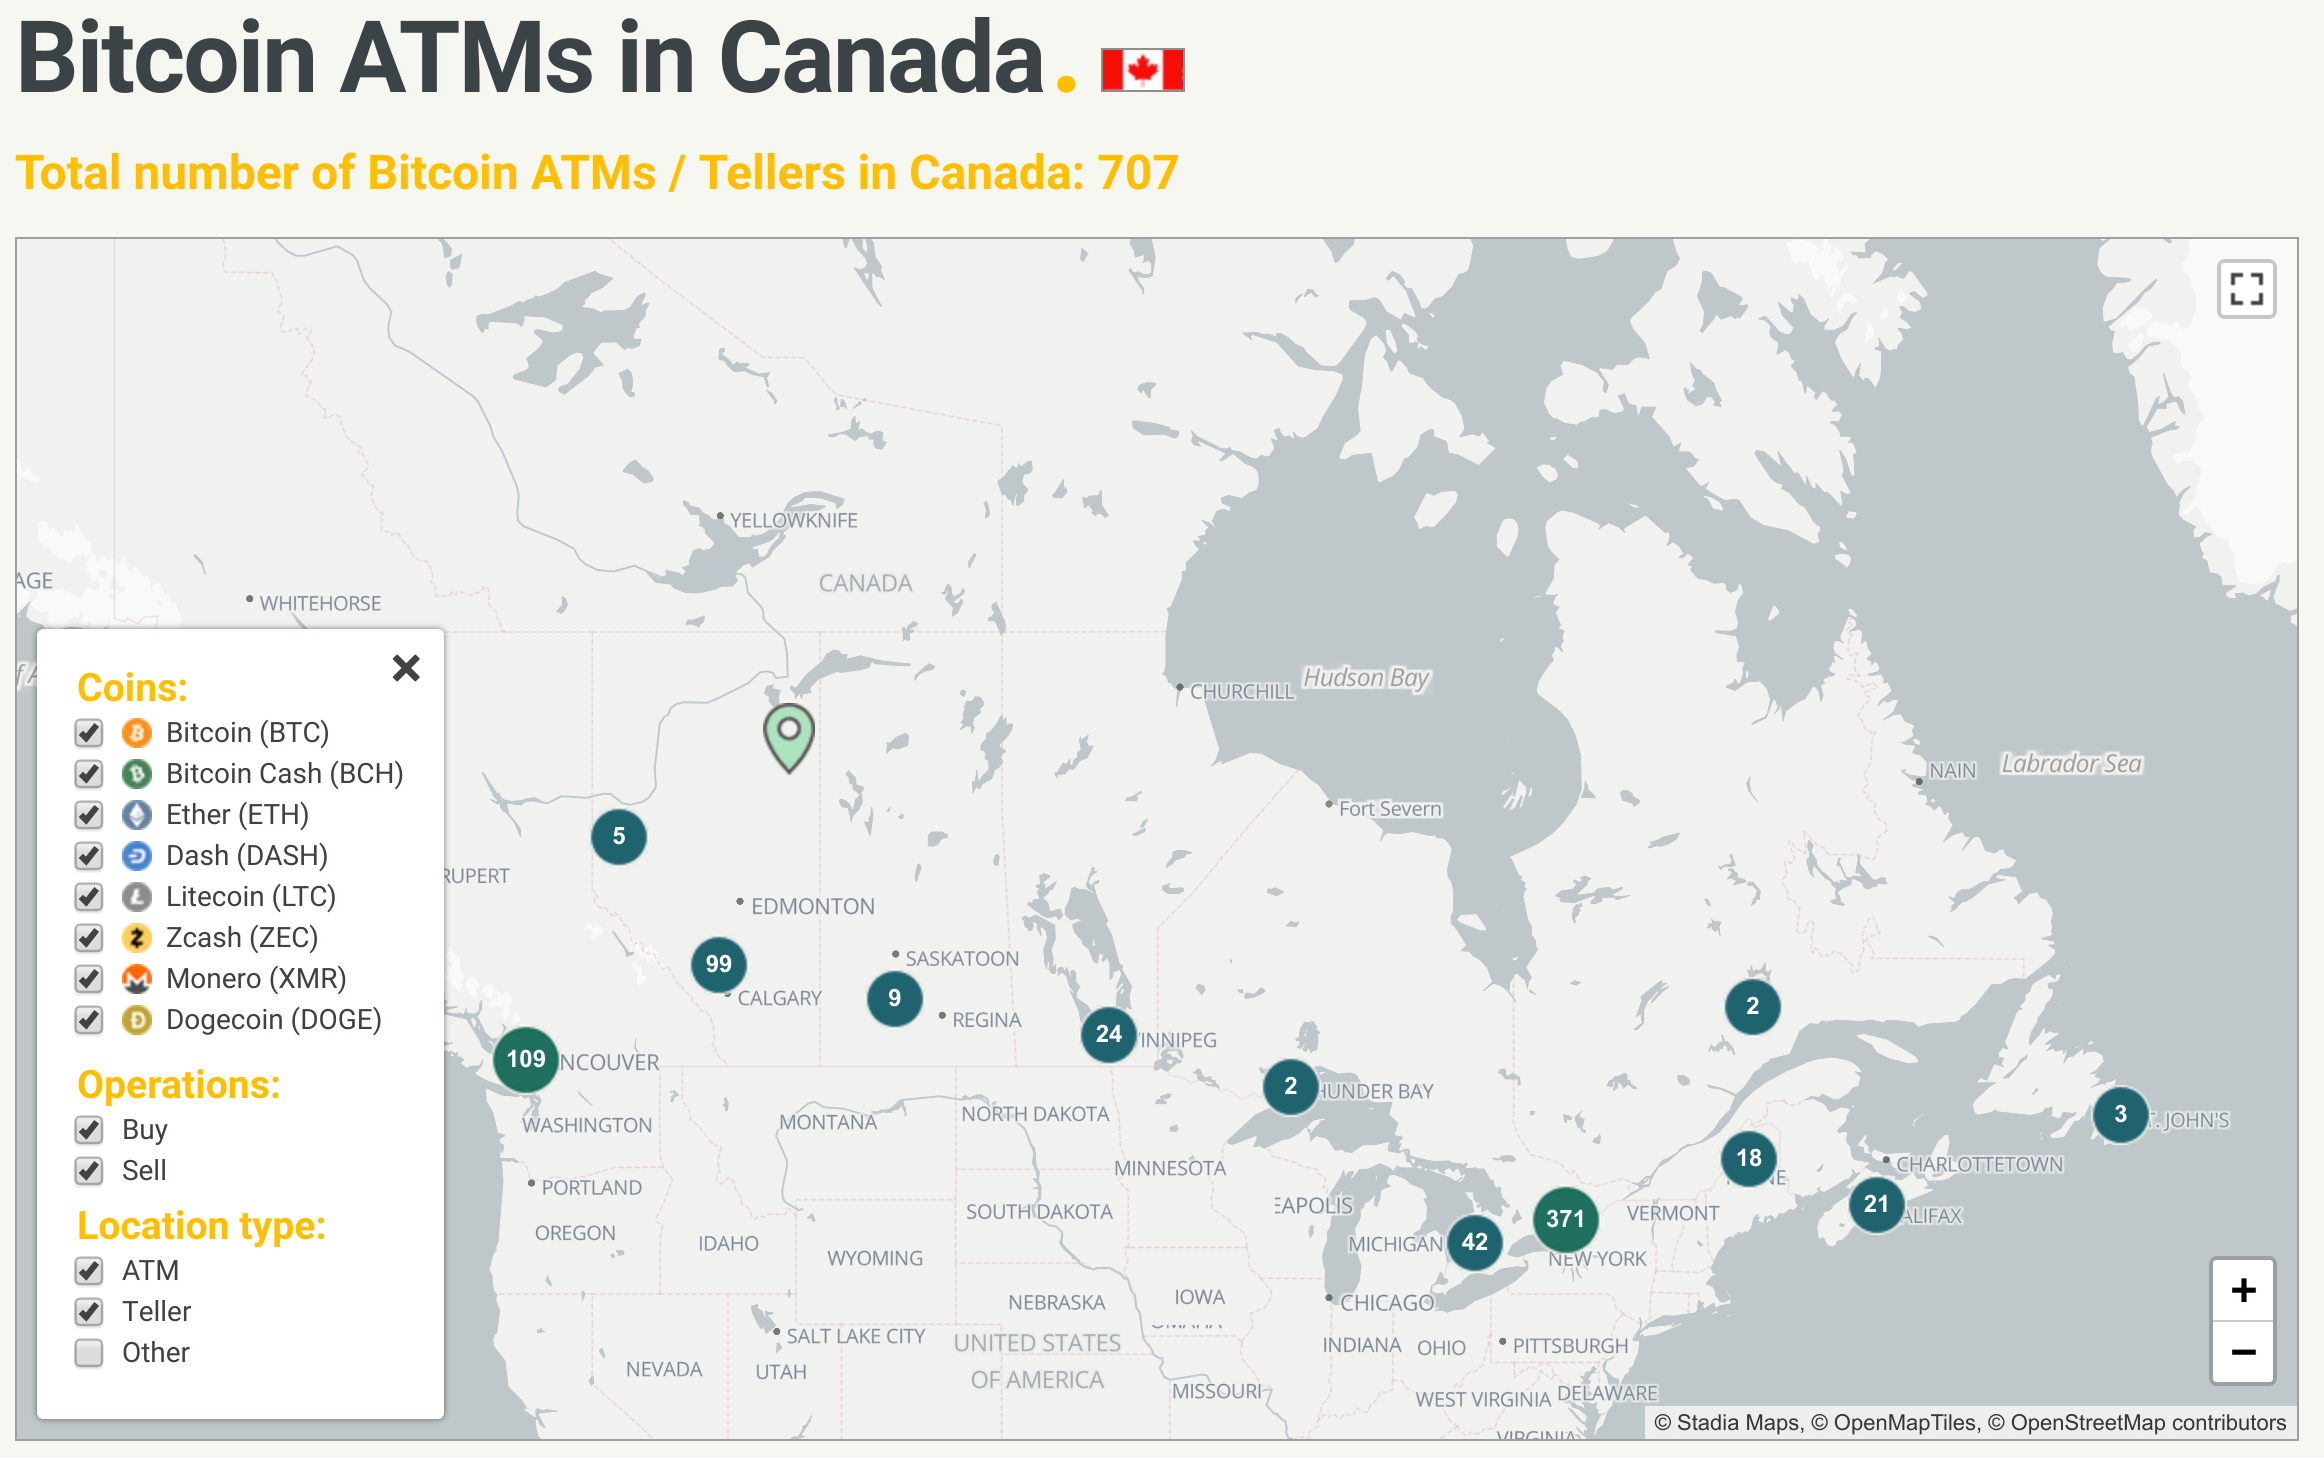 Bitcoin ATMs in Canada.
Total number of Bitcoin ATMs / Tellers in Canada: 707
YELLOWKNIFE
CANADA
AGE
WHITEHORSE
Hudson Bay
CHURCHILL
Labrador Sea
NAIN
Fort Severn
5
RUPERT
EDMONTON
SASKATOON
99
CALGARY
9
REGINA
2
24
INNIPEG
109
NCOUVER
2
HUNDER BAY
3
T. JOHN'S
WASHINGTON
MONTANA
NORTH DAKOTA
MINNESOTA
18
NE
CHARLOTTETOWN
PORTLAND
21
ALIFAX
SOUTH DAKOTA
EAPOLIS
371
VERMONT
OREGON
IDAHO
WYOMING
MICHIGAN
42
NEW YORK
NEBRASKA
IOWA
CHICAGO
OMAHA
SALT LAKE CITY
UNITED STATES
OF AMERICA
INDIANA
OHIO
PITTSBURGH
NEVADA
UTAH
MISSOURI
WEST VIRGINIA
DELAWARE
VIRGINIA
Coins:
Bitcoin (BTC)
Bitcoin Cash (BCH)
Ether (ETH)
Dash (DASH)
Litecoin (LTC)
Zcash (ZEC)
Monero (XMR)
Dogecoin (DOGE)
Operations:
Buy
Sell
Location type:
ATM
Teller
Other
+
−
© Stadia Maps, © OpenMapTiles, © OpenStreetMap contributors